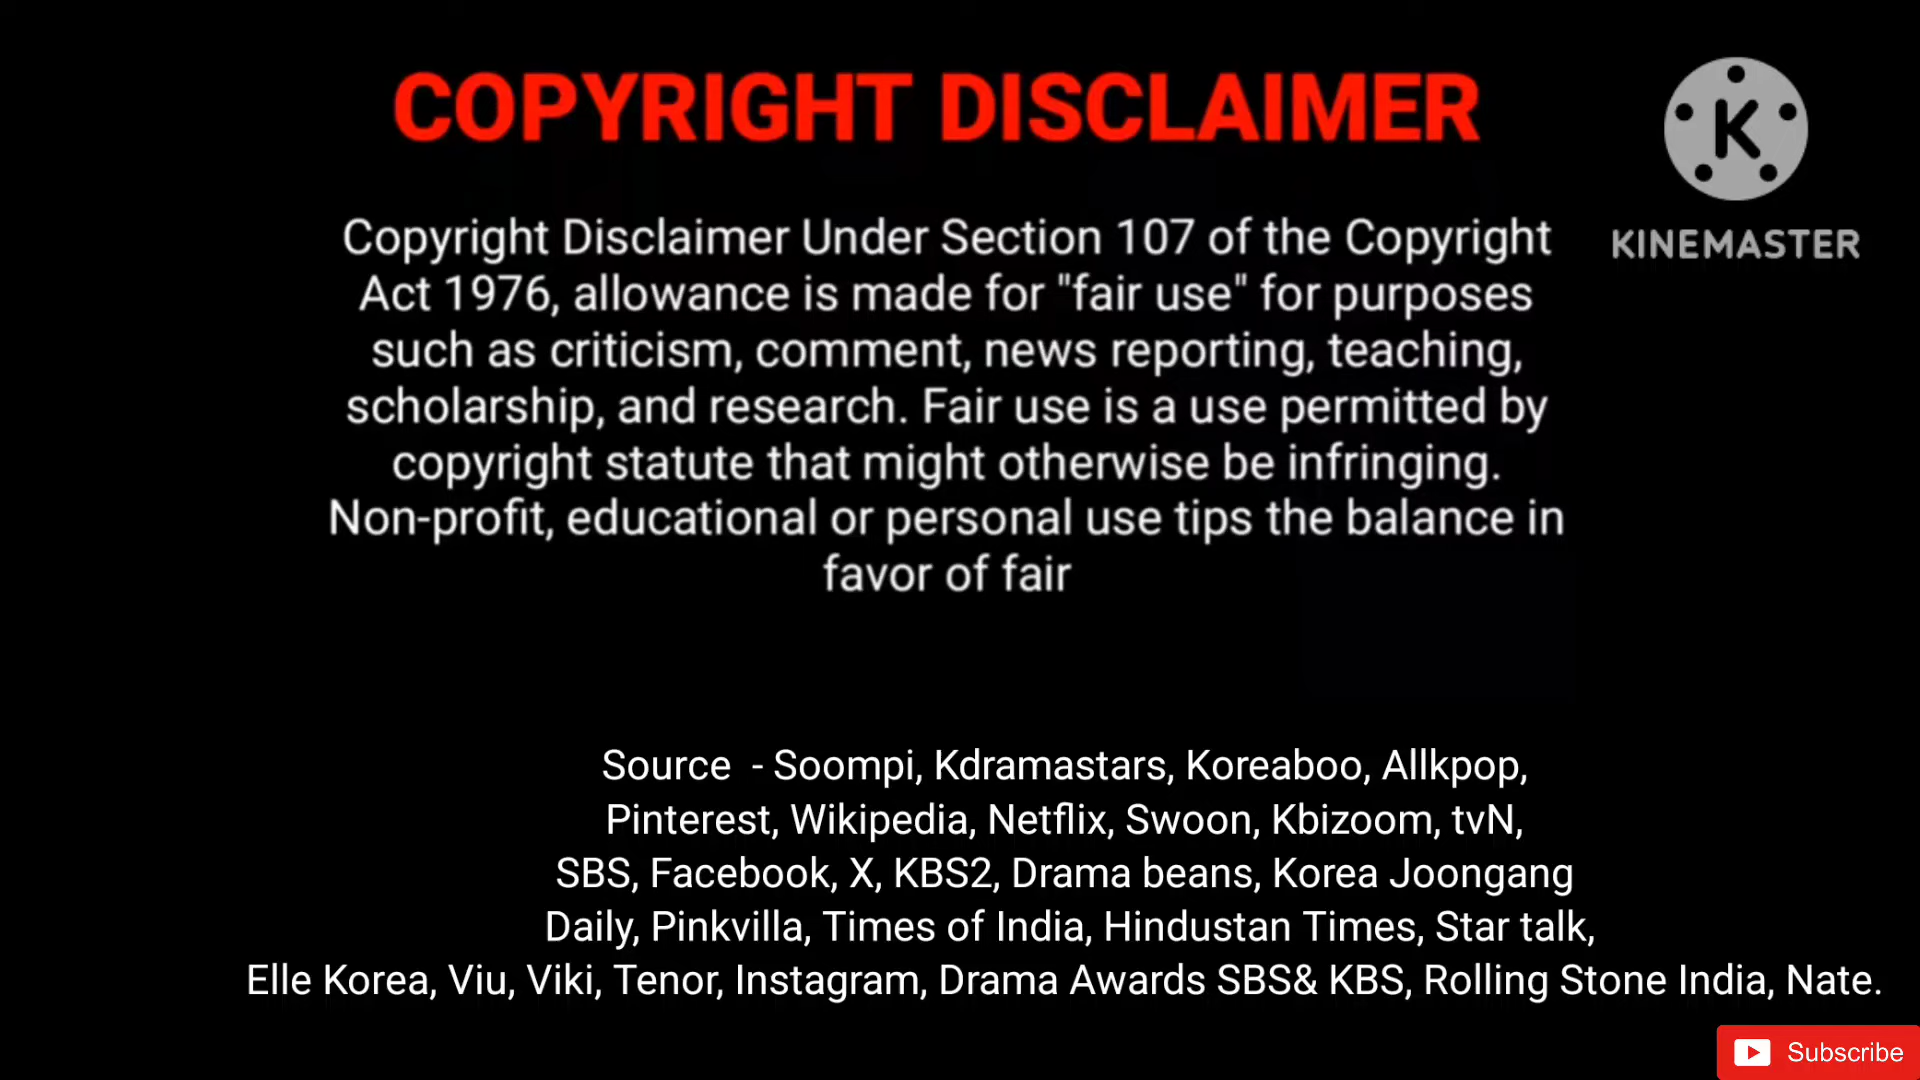 COPYRIGHT DISCLAIMER
K
KINEMASTER
Copyright Disclaimer Under Section 107 of the Copyright
Act 1976, allowance is made for "fair use" for purposes
such as criticism, comment, news reporting, teaching,
scholarship, and research. Fair use is a use permitted by
copyright statute that might otherwise be infringing.
Non-profit, educational or personal use tips the balance in
favor of fair
Source - Soompi, Kdramastars, Koreaboo, Allkpop,
Pinterest, Wikipedia, Netflix, Swoon, Kbizoom, tvN,
SBS, Facebook, X, KBS2, Drama beans, Korea Joongang
Daily, Pinkvilla, Times of India, Hindustan Times, Star talk,
Elle Korea, Viu, Viki, Tenor, Instagram, Drama Awards SBS& KBS, Rolling Stone India, Nate.
Subscribe